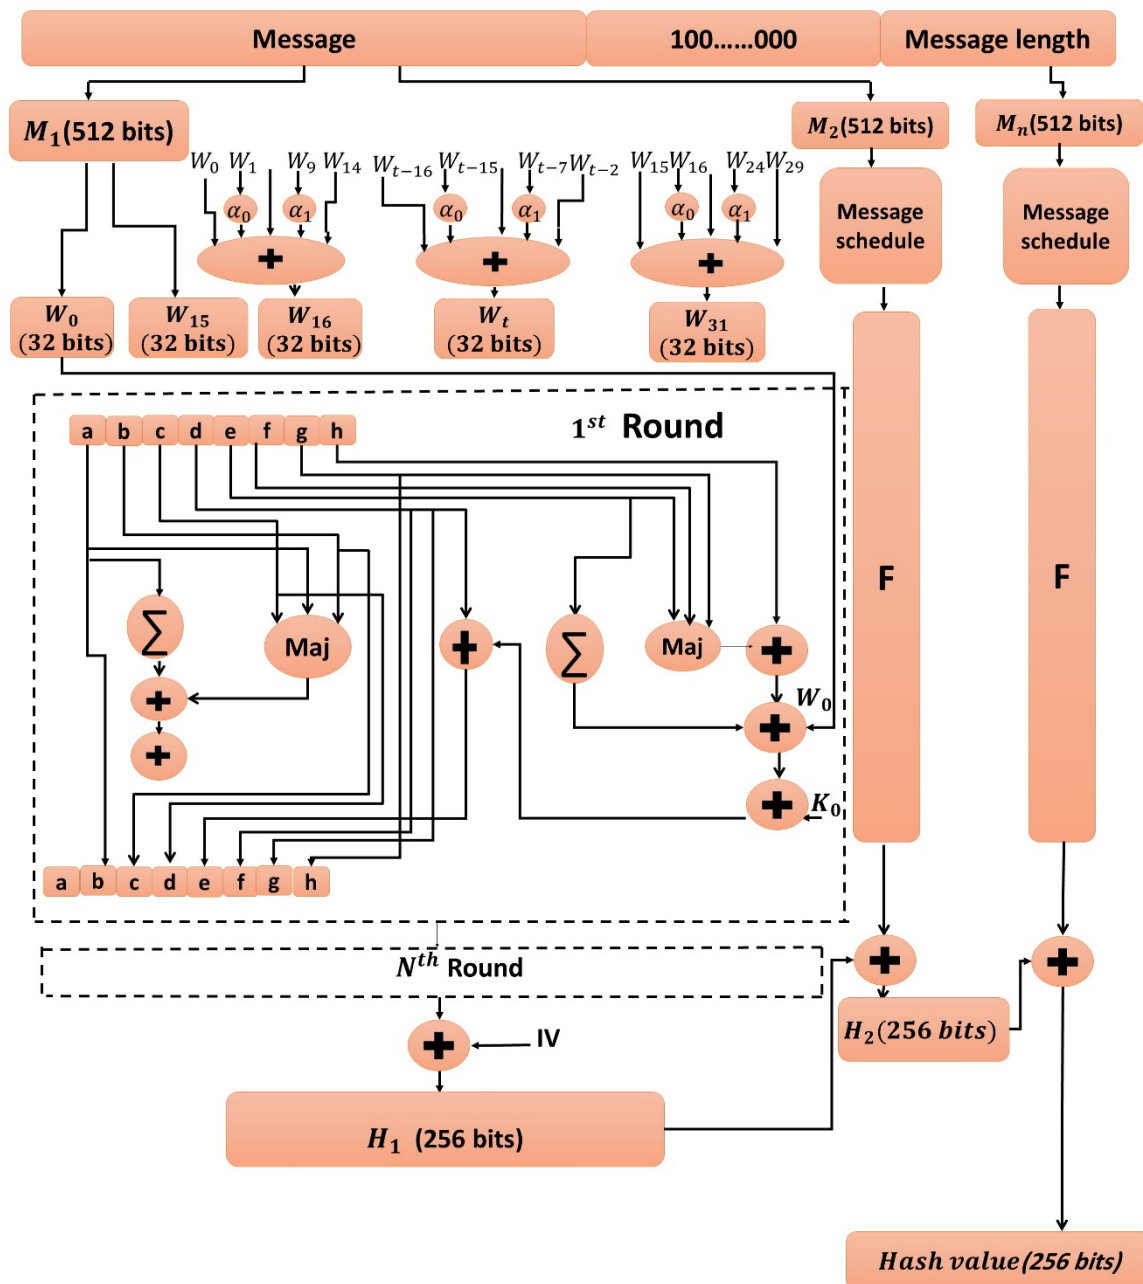 Message 100......000 Message length
M₁(512 bits) M₂(512 bits) Mₙ(512 bits)
W₀ W₁ W₉ W₁₄ Wₜ₋₁₆ Wₜ₋₁₅ Wₜ₋₇ Wₜ₋₂ W₁₅ W₁₆ W₂₄ W₂₉
α₀ α₁ α₀ α₁ α₀ α₁
Message
schedule
Message
schedule
+ + +
W₀
(32 bits)
W₁₅
(32 bits)
W₁₆
(32 bits)
Wₜ
(32 bits)
W₃₁
(32 bits)
1ˢᵗ Round
a b c d e f g h
F F
∑ Maj + ∑ Maj +
+ + W₀
+ + K₀
a b c d e f g h
Nᵗʰ Round
+ +
H₂(256 bits)
+ IV
H₁ (256 bits)
Hash value(256 bits)